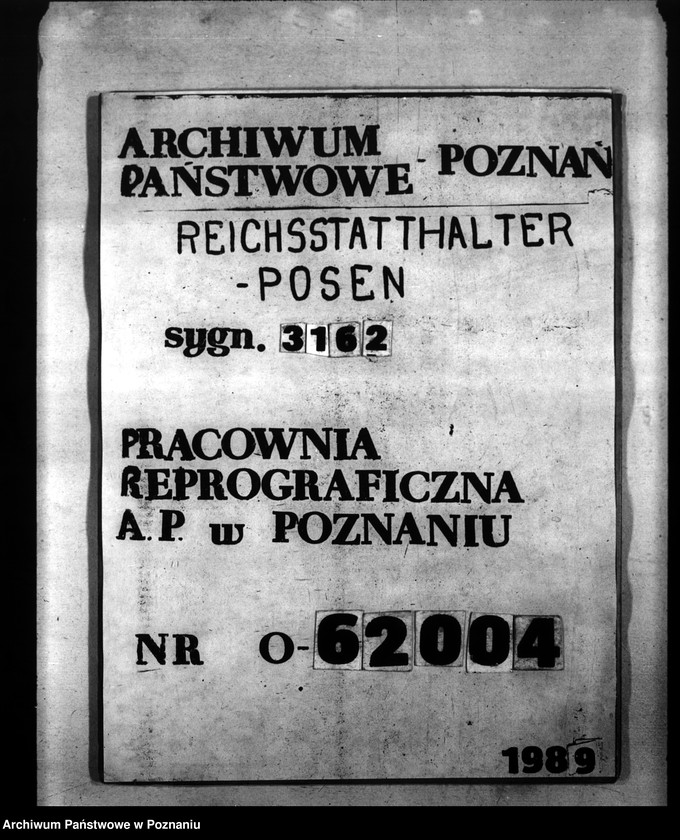 ARCHIWUM
PAŃSTWOWE - POZNAŃ
REICHSSTATTHALTER
- POSEN
sygn. 3162
PRACOWNIA
REPROGRAFICZNA
A.P. w POZNANIU
NR O-62004
1989
Archiwum Państwowe w Poznaniu